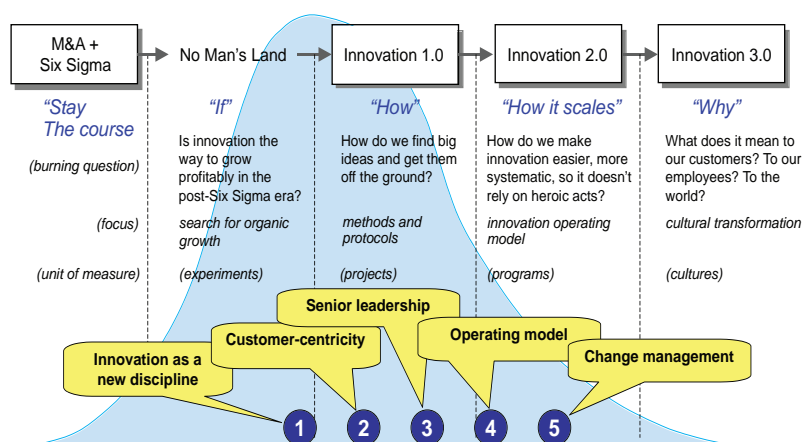 M&A +
Six Sigma
No Man's Land
Innovation 1.0
Innovation 2.0
Innovation 3.0
“Stay
The course
“If”
“How”
“How it scales”
“Why”
(burning question)
Is innovation the
way to grow
profitably in the
post-Six Sigma era?
How do we find big
ideas and get them
off the ground?
How do we make
innovation easier, more
systematic, so it doesn't
rely on heroic acts?
What does it mean to
our customers? To our
employees? To the
world?
(focus)
search for organic
growth
methods and
protocols
innovation operating
model
cultural transformation
(unit of measure)
(experiments)
(projects)
(programs)
(cultures)
Innovation as a
new discipline
Customer-centricity
Senior leadership
Operating model
Change management
1
2
3
4
5